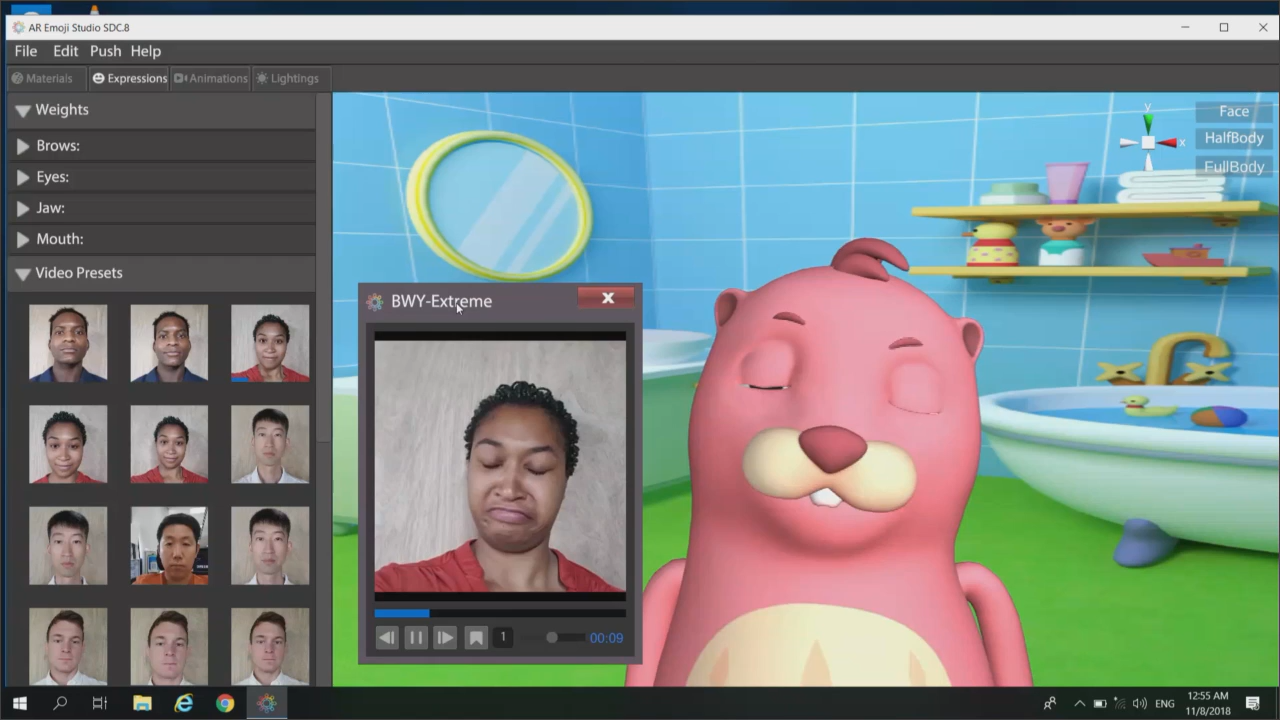 AR Emoji Studio SDC.8
File Edit Push Help
Materials Expressions Animations Lightings
Weights
Brows:
Eyes:
Jaw:
Mouth:
Video Presets
y
x
Face
HalfBody
FullBody
BWY-Extreme
1
00:09
ENG
12:55 AM
11/8/2018